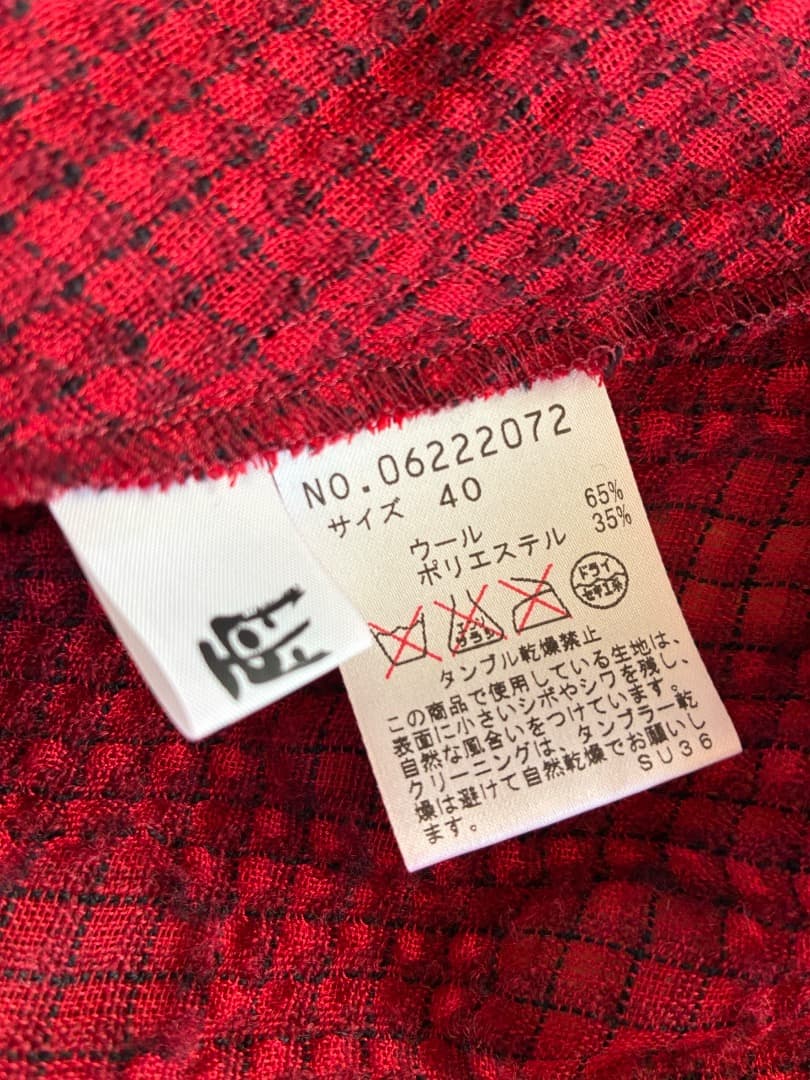 NO.06222072
サイズ 40
ウール 65%
ポリエステル 35%
エンソ
ドライ
セキユ系
タンブル乾燥禁止
この商品で使用している生地は、
表面に小さいシボやシワを残し、
自然な風合いをつけています。
クリーニングは、タンブラー乾
燥は避けて自然乾燥でお願いし
ます。
SU36